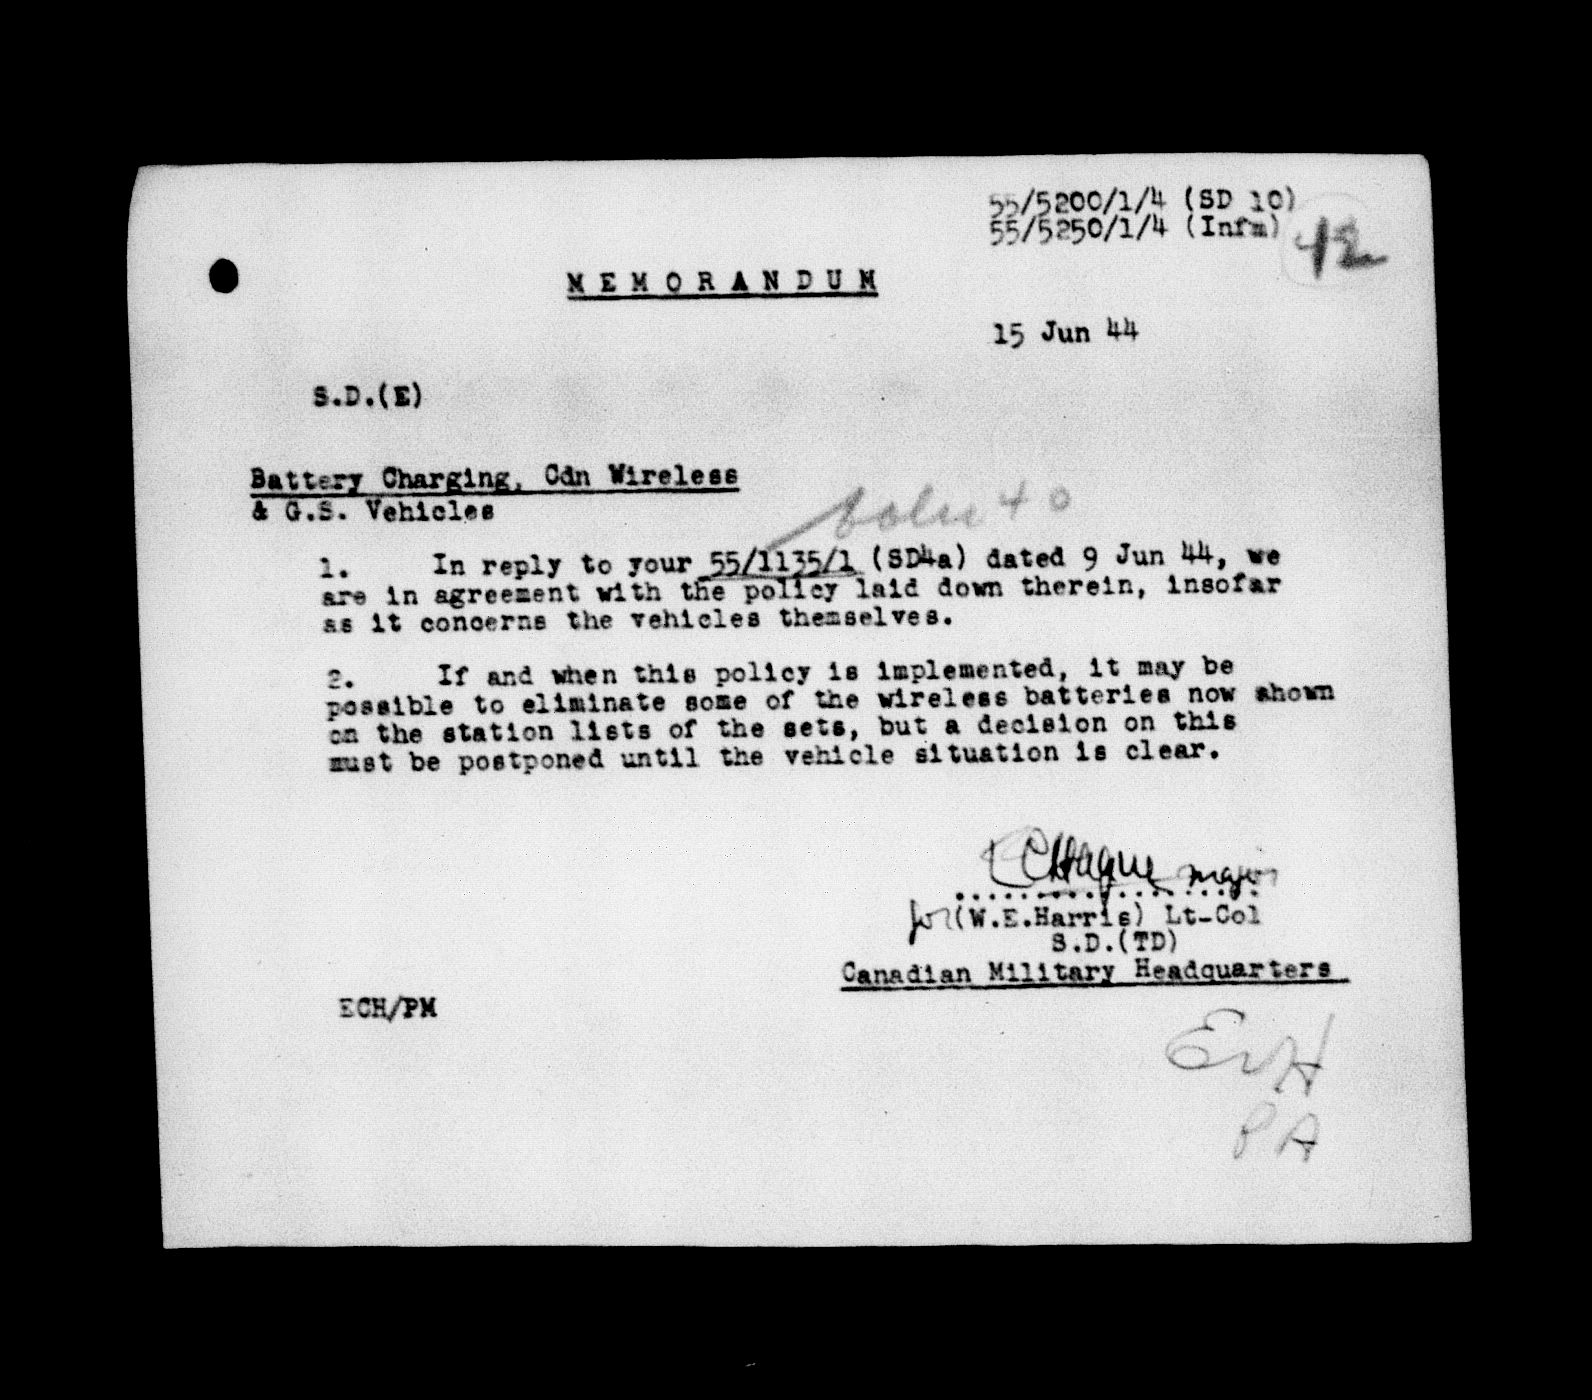 55/5200/1/4 (SD 10)
55/5250/1/4 (Infm)
42
MEMORANDUM
15 Jun 44
S.D.(E)
Battery Charging, Cdn Wireless
& G.S. Vehicles
folio 40
1. In reply to your 55/1135/1 (SD4a) dated 9 Jun 44, we
are in agreement with the policy laid down therein, insofar
as it concerns the vehicles themselves.
2. If and when this policy is implemented, it may be
possible to eliminate some of the wireless batteries now shown
on the station lists of the sets, but a decision on this
must be postponed until the vehicle situation is clear.
major
for (W.E.Harris) Lt-Col
S.D.(TD)
Canadian Military Headquarters
ECH/PM
PA